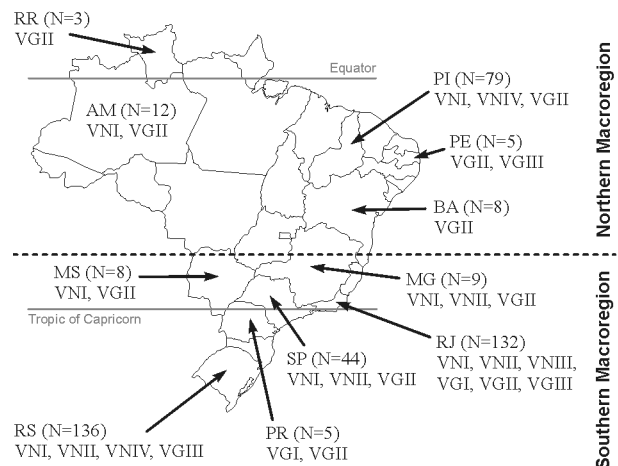 RR (N=3)
VGII
Equator
PI (N=79)
VNI, VNIV, VGII
AM (N=12)
VNI, VGII
PE (N=5)
VGII, VGIII
BA (N=8)
VGII
Northern Macroregion
MS (N=8)
VNI, VGII
MG (N=9)
VNI, VNII, VGII
Tropic of Capricorn
SP (N=44)
VNI, VNII, VGII
RJ (N=132)
VNI, VNII, VNIII,
VGI, VGII, VGIII
RS (N=136)
VNI, VNII, VNIV, VGIII
PR (N=5)
VGI, VGII
Southern Macroregion